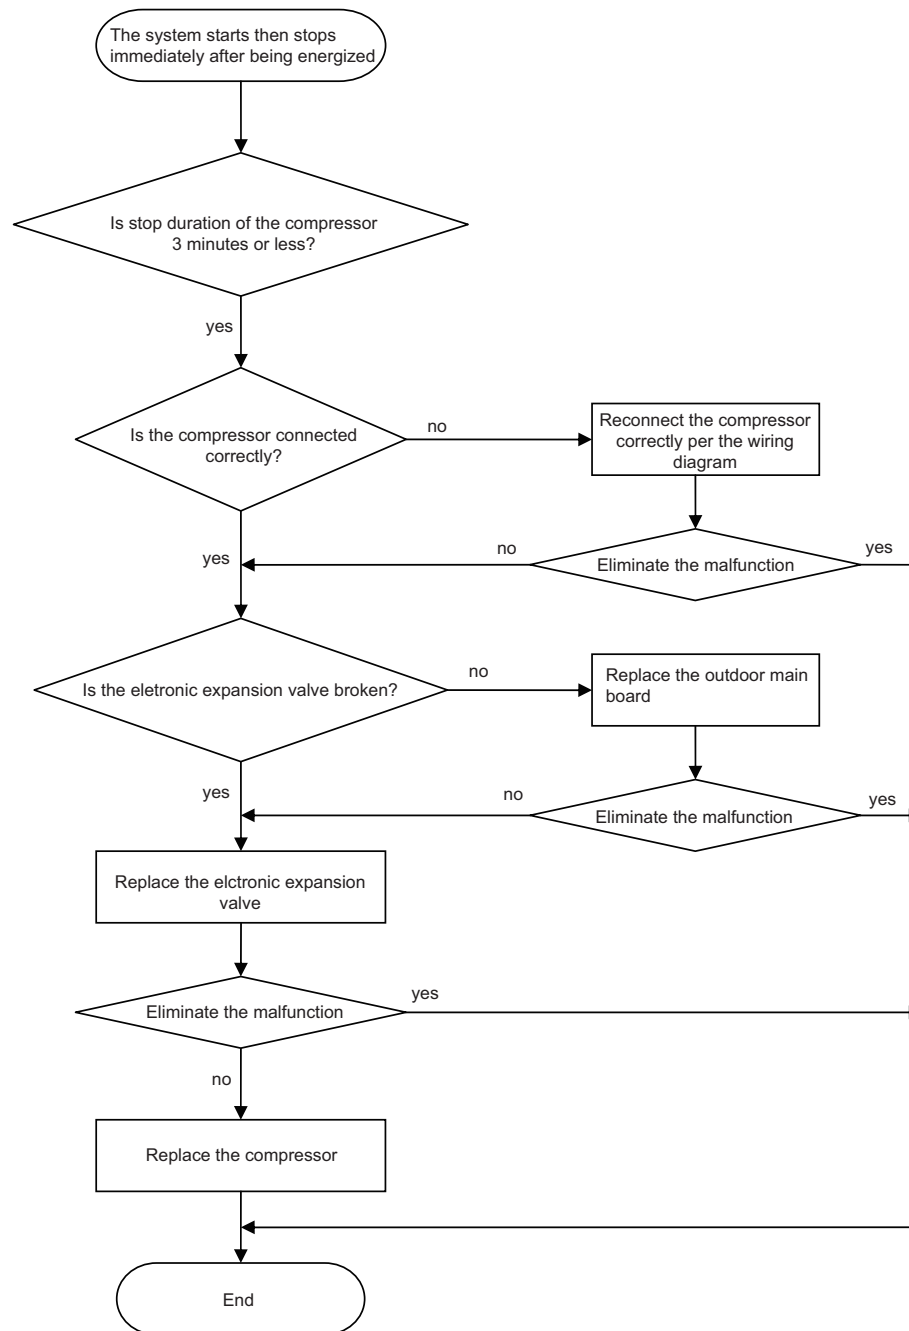 The system starts then stops
immediately after being energized
Is stop duration of the compressor
3 minutes or less?
yes
Is the compressor connected
correctly?
no
Reconnect the compressor
correctly per the wiring
diagram
yes
no
Eliminate the malfunction
yes
Is the eletronic expansion valve broken?
no
Replace the outdoor main
board
yes
no
Eliminate the malfunction
yes
Replace the elctronic expansion
valve
Eliminate the malfunction
yes
no
Replace the compressor
End